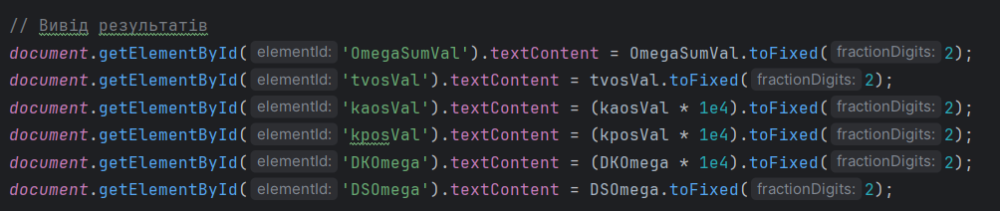 // Вивід результатів
document.getElementById( elementId: 'OmegaSumVal').textContent = OmegaSumVal.toFixed( fractionDigits: 2);
document.getElementById( elementId: 'tvosVal').textContent = tvosVal.toFixed( fractionDigits: 2);
document.getElementById( elementId: 'kaosVal').textContent = (kaosVal * 1e4).toFixed( fractionDigits: 2);
document.getElementById( elementId: 'kposVal').textContent = (kposVal * 1e4).toFixed( fractionDigits: 2);
document.getElementById( elementId: 'DKOmega').textContent = (DKOmega * 1e4).toFixed( fractionDigits: 2);
document.getElementById( elementId: 'DSOmega').textContent = DSOmega.toFixed( fractionDigits: 2);